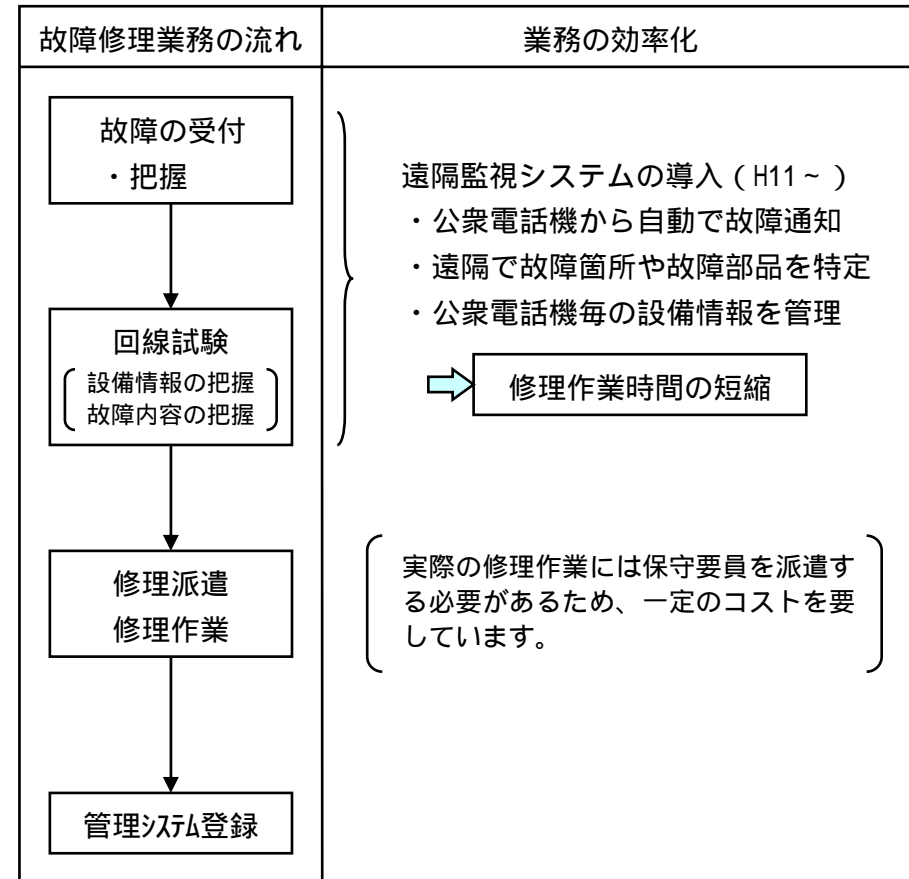 故障修理業務の流れ
業務の効率化
故障の受付
・把握
回線試験
設備情報の把握
故障内容の把握
修理派遣
修理作業
管理ｼｽﾃﾑ登録
遠隔監視システムの導入（H11～）
・公衆電話機から自動で故障通知
・遠隔で故障箇所や故障部品を特定
・公衆電話機毎の設備情報を管理
修理作業時間の短縮
実際の修理作業には保守要員を派遣す
る必要があるため、一定のコストを要
しています。